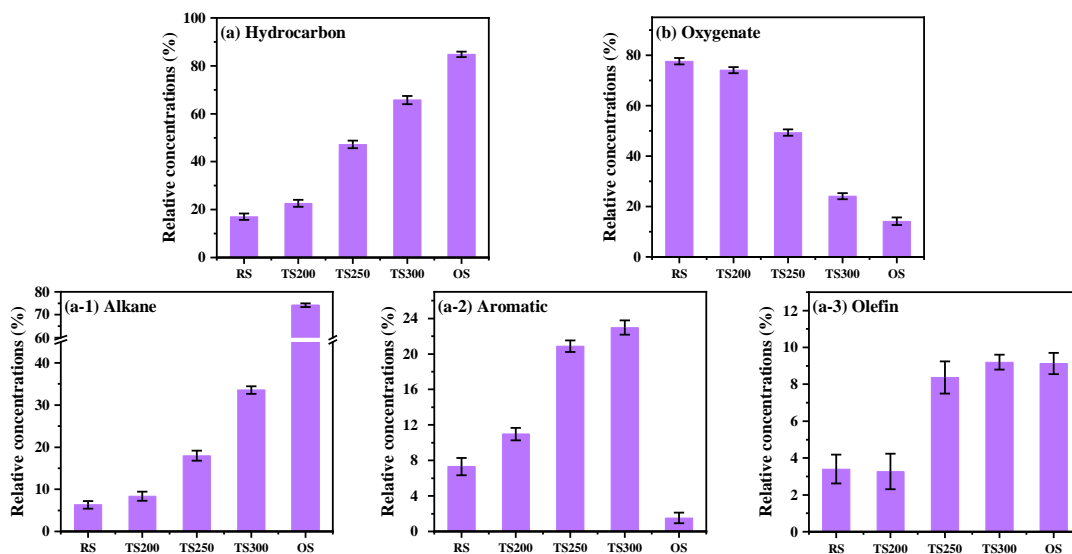 (a) Hydrocarbon
Relative concentrations (%)
100
80
60
40
20
0
RS TS200 TS250 TS300 OS
(b) Oxygenate
Relative concentrations (%)
80
60
40
20
0
RS TS200 TS250 TS300 OS
(a-1) Alkane
Relative concentrations (%)
80
75
70
65
60
40
30
20
10
0
RS TS200 TS250 TS300 OS
(a-2) Aromatic
Relative concentrations (%)
24
20
16
12
8
4
0
RS TS200 TS250 TS300 OS
(a-3) Olefin
Relative concentrations (%)
12
10
8
6
4
2
0
RS TS200 TS250 TS300 OS